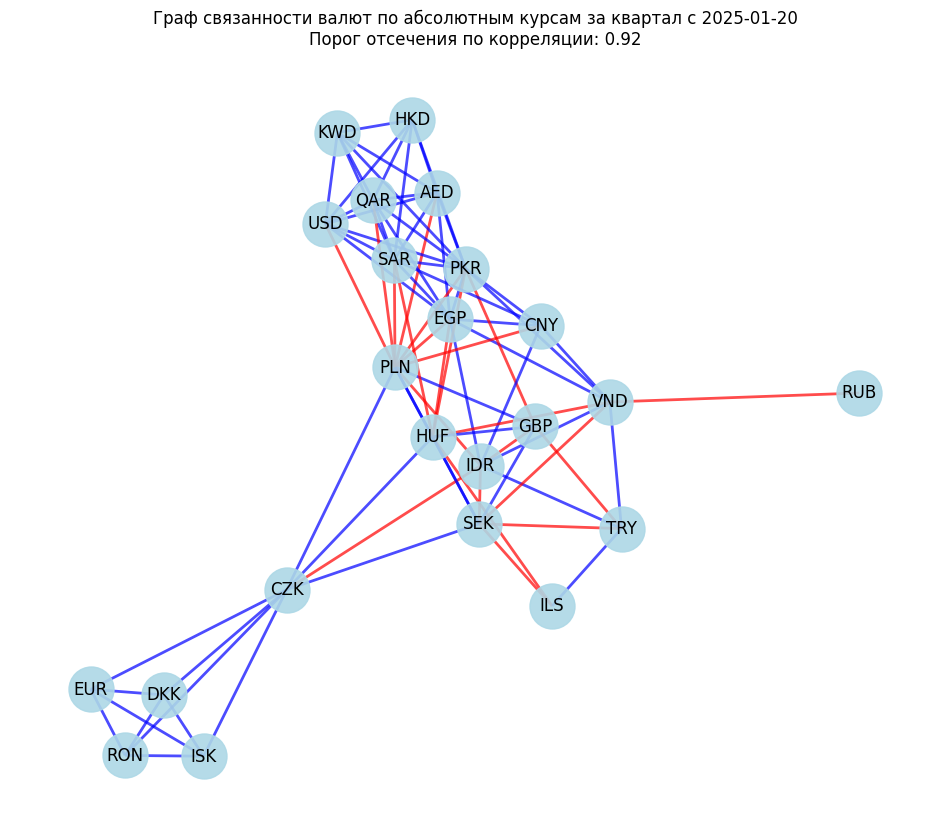 Граф связанности валют по абсолютным курсам за квартал с 2025-01-20
Порог отсечения по корреляции: 0.92
HKD
KWD
AED
QAR
USD
SAR
PKR
EGP
CNY
PLN
RUB
VND
GBP
HUF
IDR
SEK
TRY
CZK
ILS
EUR
DKK
RON
ISK